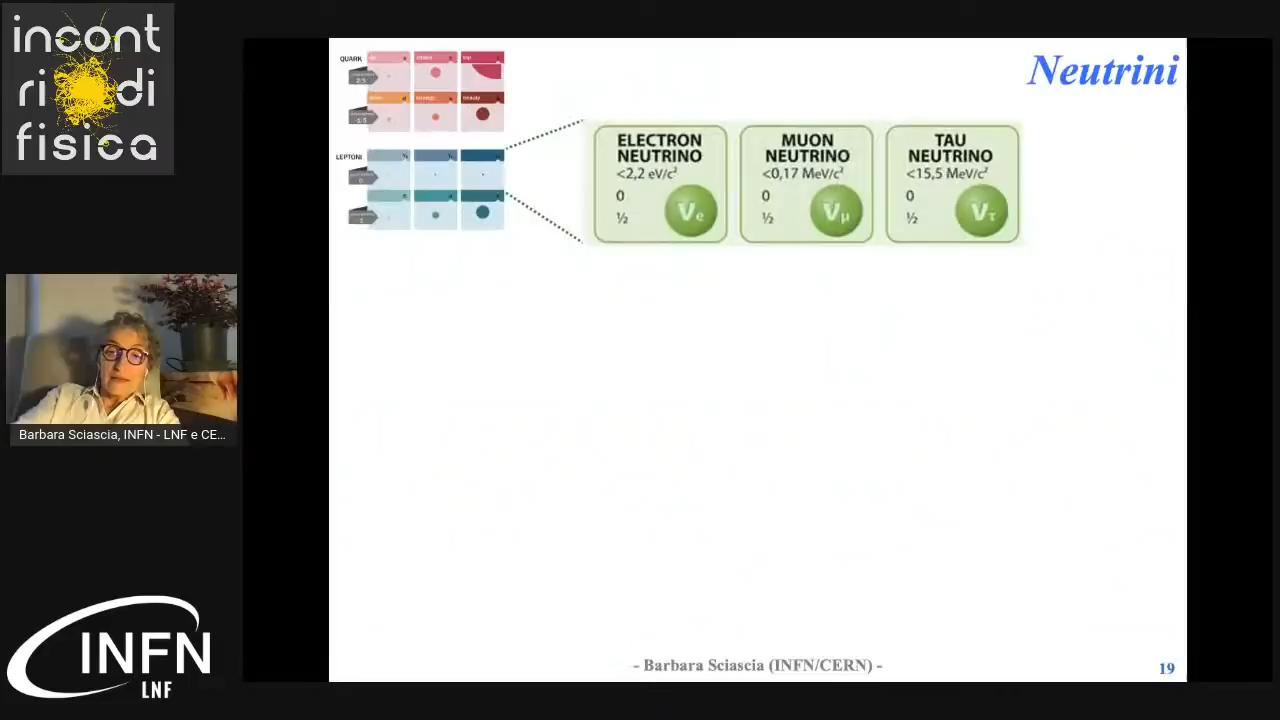 incont
ri di
fisica
Neutrini
QUARK
LEPTONI
ELECTRON
NEUTRINO
<2,2 eV/c²
0
½
νe
MUON
NEUTRINO
<0,17 MeV/c²
0
½
νμ
TAU
NEUTRINO
<15,5 MeV/c²
0
½
ντ
Barbara Sciascia, INFN - LNF e CE...
INFN
LNF
- Barbara Sciascia (INFN/CERN) -
19